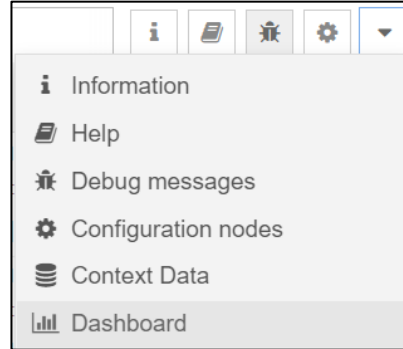 Information
Help
Debug messages
Configuration nodes
Context Data
Dashboard